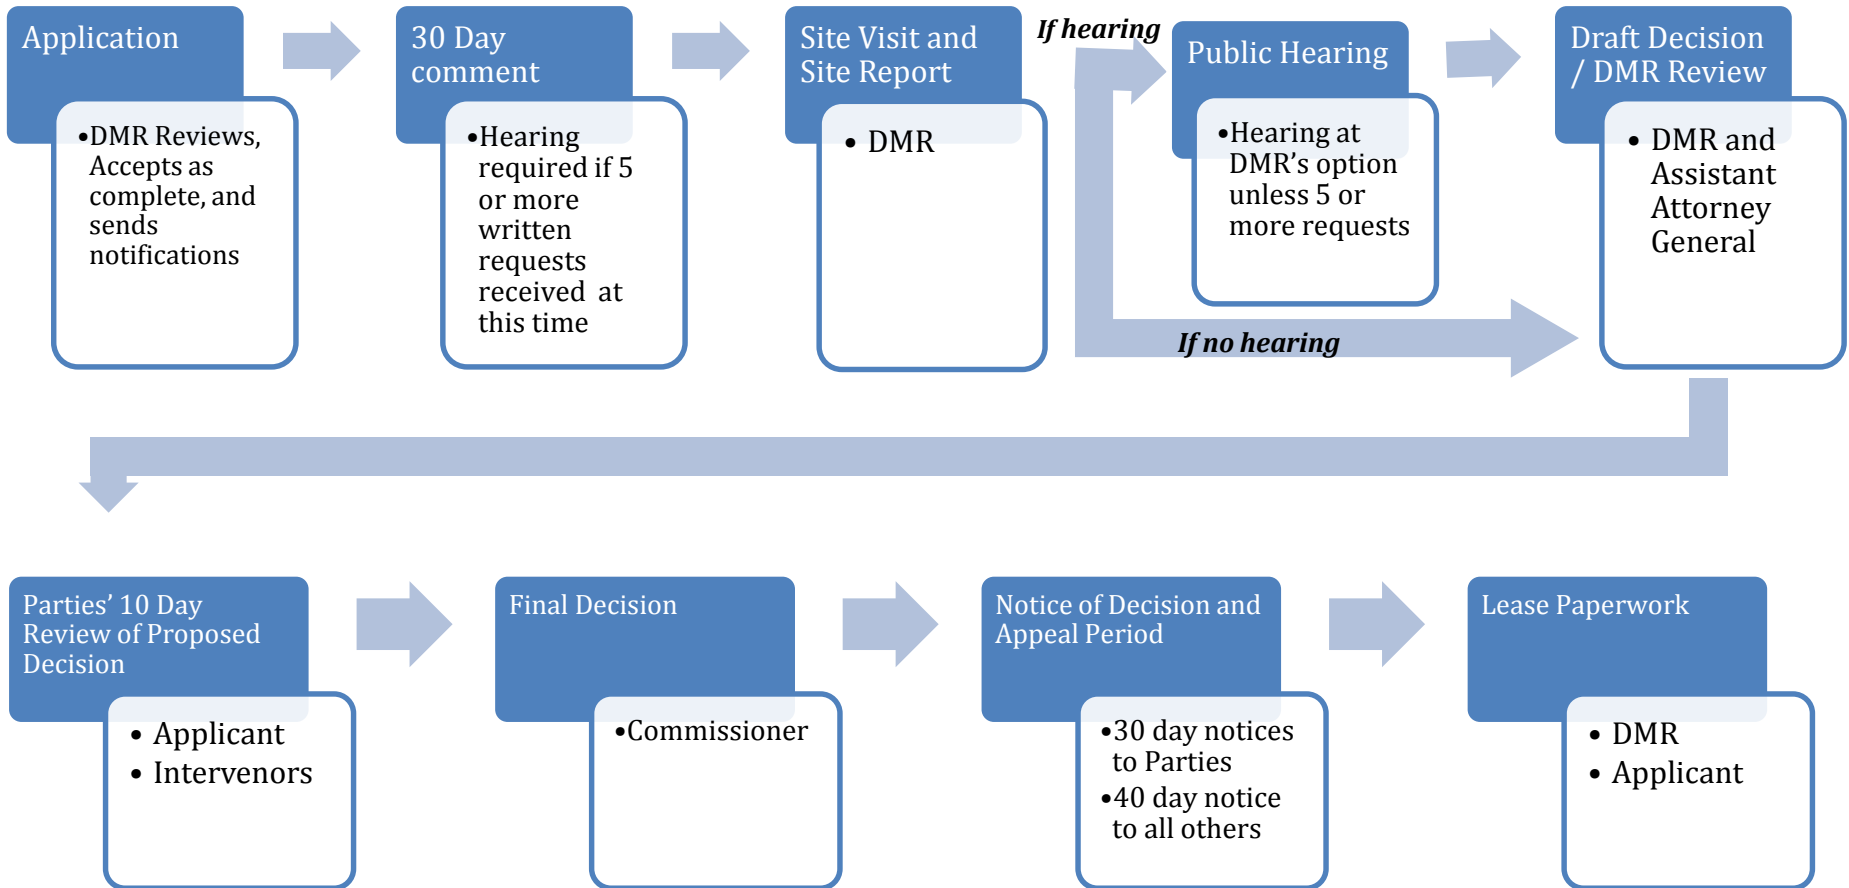 Application
•DMR Reviews,
Accepts as
complete, and
sends
notifications
30 Day
comment
•Hearing
required if 5
or more
written
requests
received at
this time
Site Visit and
Site Report
• DMR
If hearing
Public Hearing
•Hearing at
DMR’s option
unless 5 or
more requests
If no hearing
Draft Decision
/ DMR Review
• DMR and
Assistant
Attorney
General
Parties’ 10 Day
Review of Proposed
Decision
• Applicant
• Intervenors
Final Decision
•Commissioner
Notice of Decision and
Appeal Period
•30 day notices
to Parties
•40 day notice
to all others
Lease Paperwork
• DMR
• Applicant